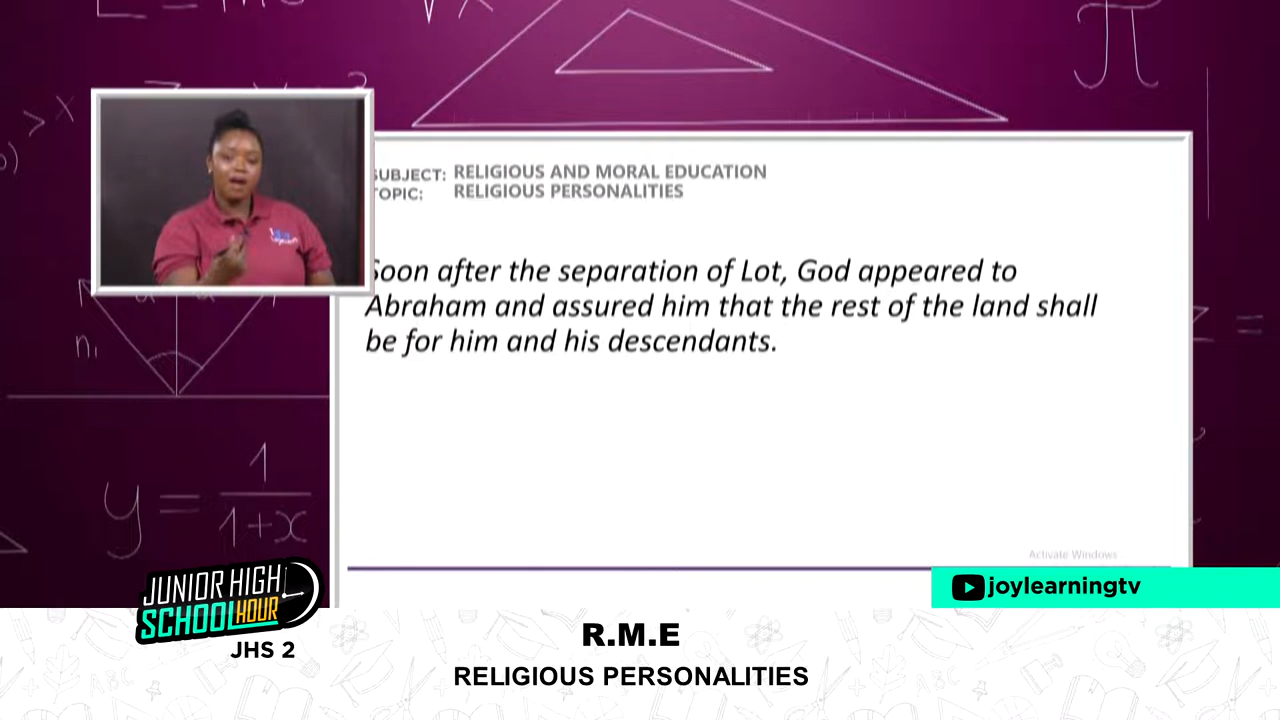 SUBJECT: RELIGIOUS AND MORAL EDUCATION
TOPIC: RELIGIOUS PERSONALITIES
Soon after the separation of Lot, God appeared to
Abraham and assured him that the rest of the land shall
be for him and his descendants.
y = 1/1+x
Activate Windows
joylearningtv
JUNIOR HIGH
SCHOOL HOUR
JHS 2
R.M.E
RELIGIOUS PERSONALITIES